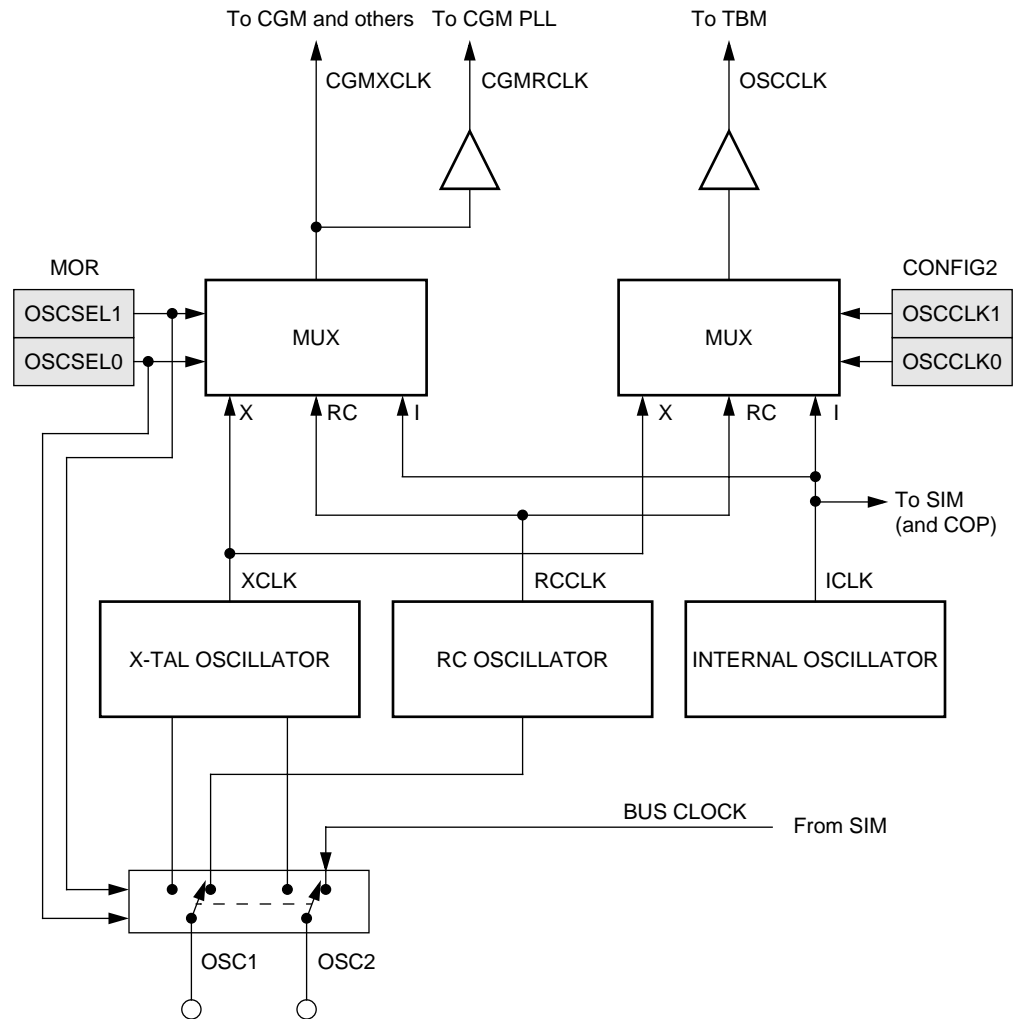 To CGM and others
To CGM PLL
To TBM
CGMXCLK
CGMRCLK
OSCCLK
MOR
CONFIG2
OSCSEL1
OSCSEL0
MUX
MUX
OSCCLK1
OSCCLK0
X
RC
I
X
RC
I
To SIM
(and COP)
XCLK
RCCLK
ICLK
X-TAL OSCILLATOR
RC OSCILLATOR
INTERNAL OSCILLATOR
BUS CLOCK
From SIM
OSC1
OSC2